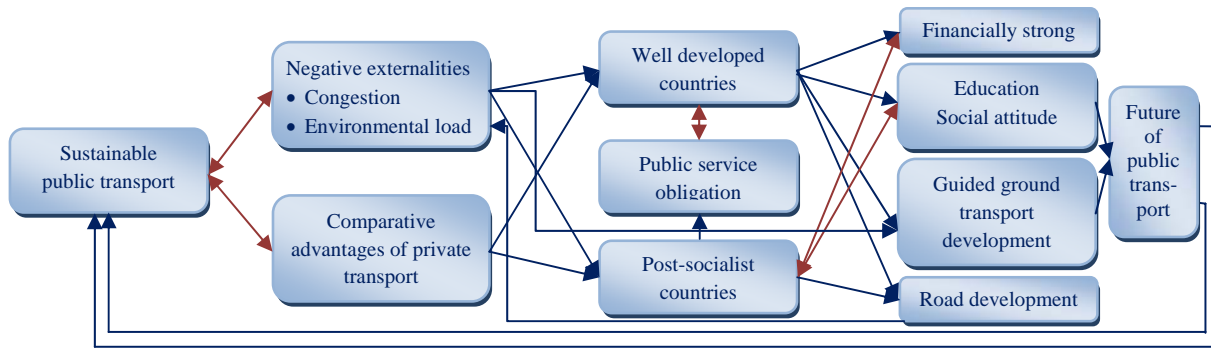 Sustainable
public transport
Negative externalities
• Congestion
• Environmental load
Comparative
advantages of private
transport
Well developed
countries
Public service
obligation
Post-socialist
countries
Financially strong
Education
Social attitude
Guided ground
transport
development
Road development
Future
of
public
trans-
port